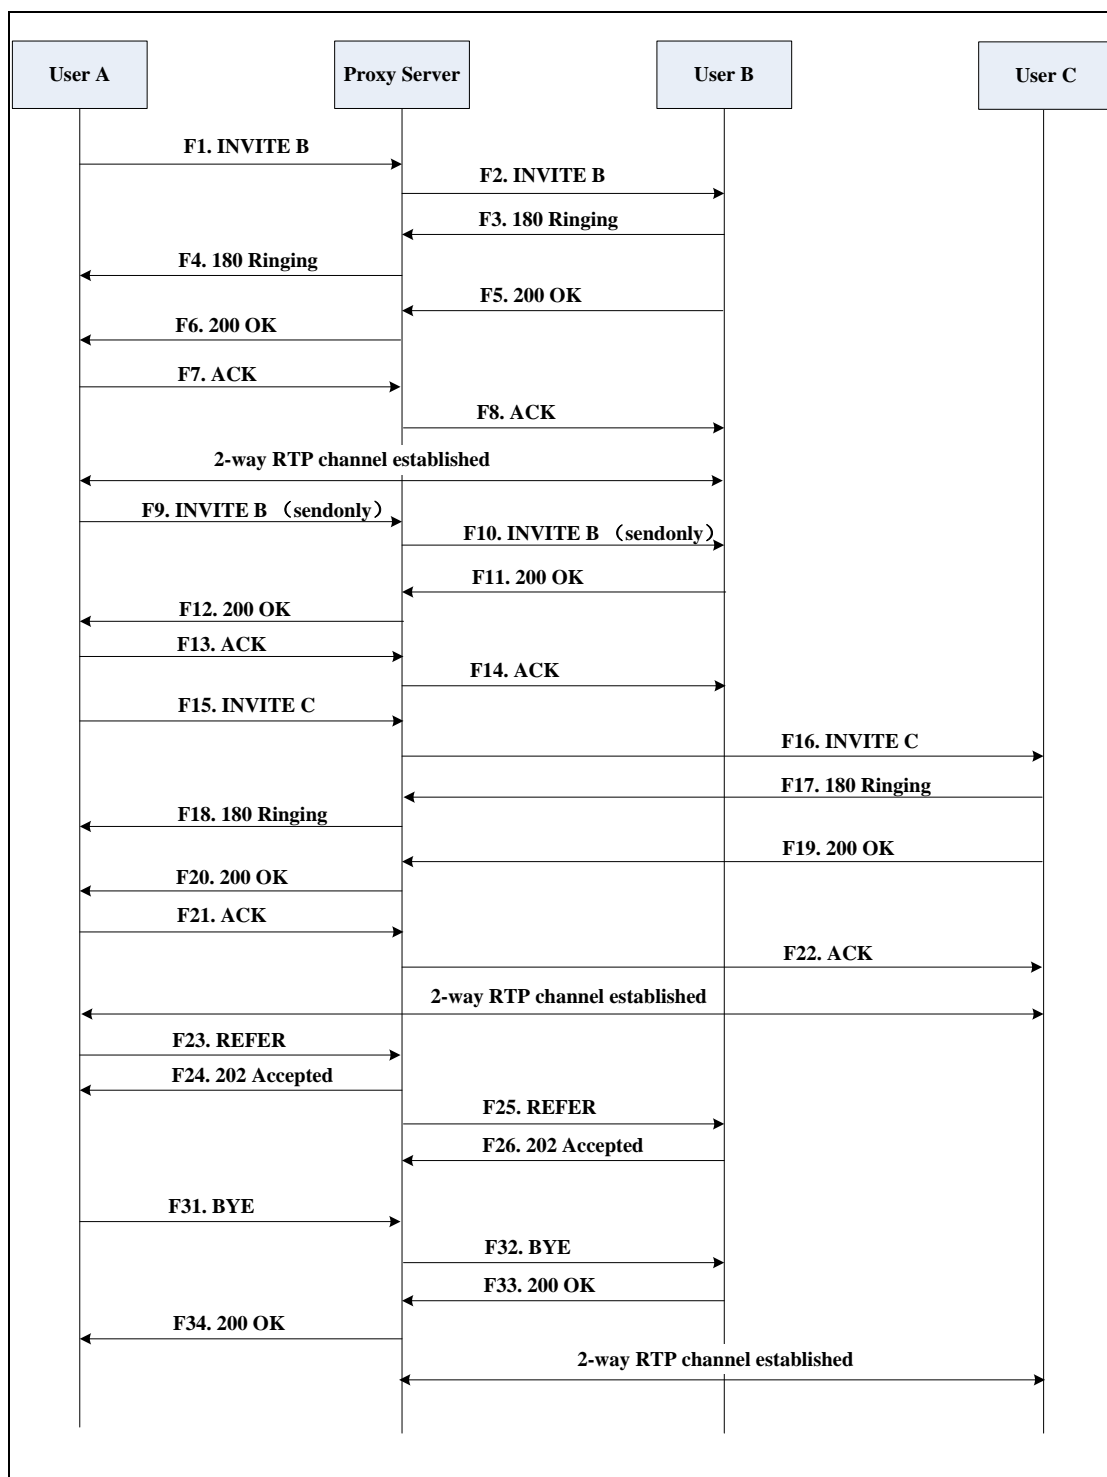 User A
Proxy Server
User B
User C
F1. INVITE B
F2. INVITE B
F3. 180 Ringing
F4. 180 Ringing
F5. 200 OK
F6. 200 OK
F7. ACK
F8. ACK
2-way RTP channel established
F9. INVITE B （sendonly）
F10. INVITE B （sendonly）
F11. 200 OK
F12. 200 OK
F13. ACK
F14. ACK
F15. INVITE C
F16. INVITE C
F17. 180 Ringing
F18. 180 Ringing
F19. 200 OK
F20. 200 OK
F21. ACK
F22. ACK
2-way RTP channel established
F23. REFER
F24. 202 Accepted
F25. REFER
F26. 202 Accepted
F31. BYE
F32. BYE
F33. 200 OK
F34. 200 OK
2-way RTP channel established